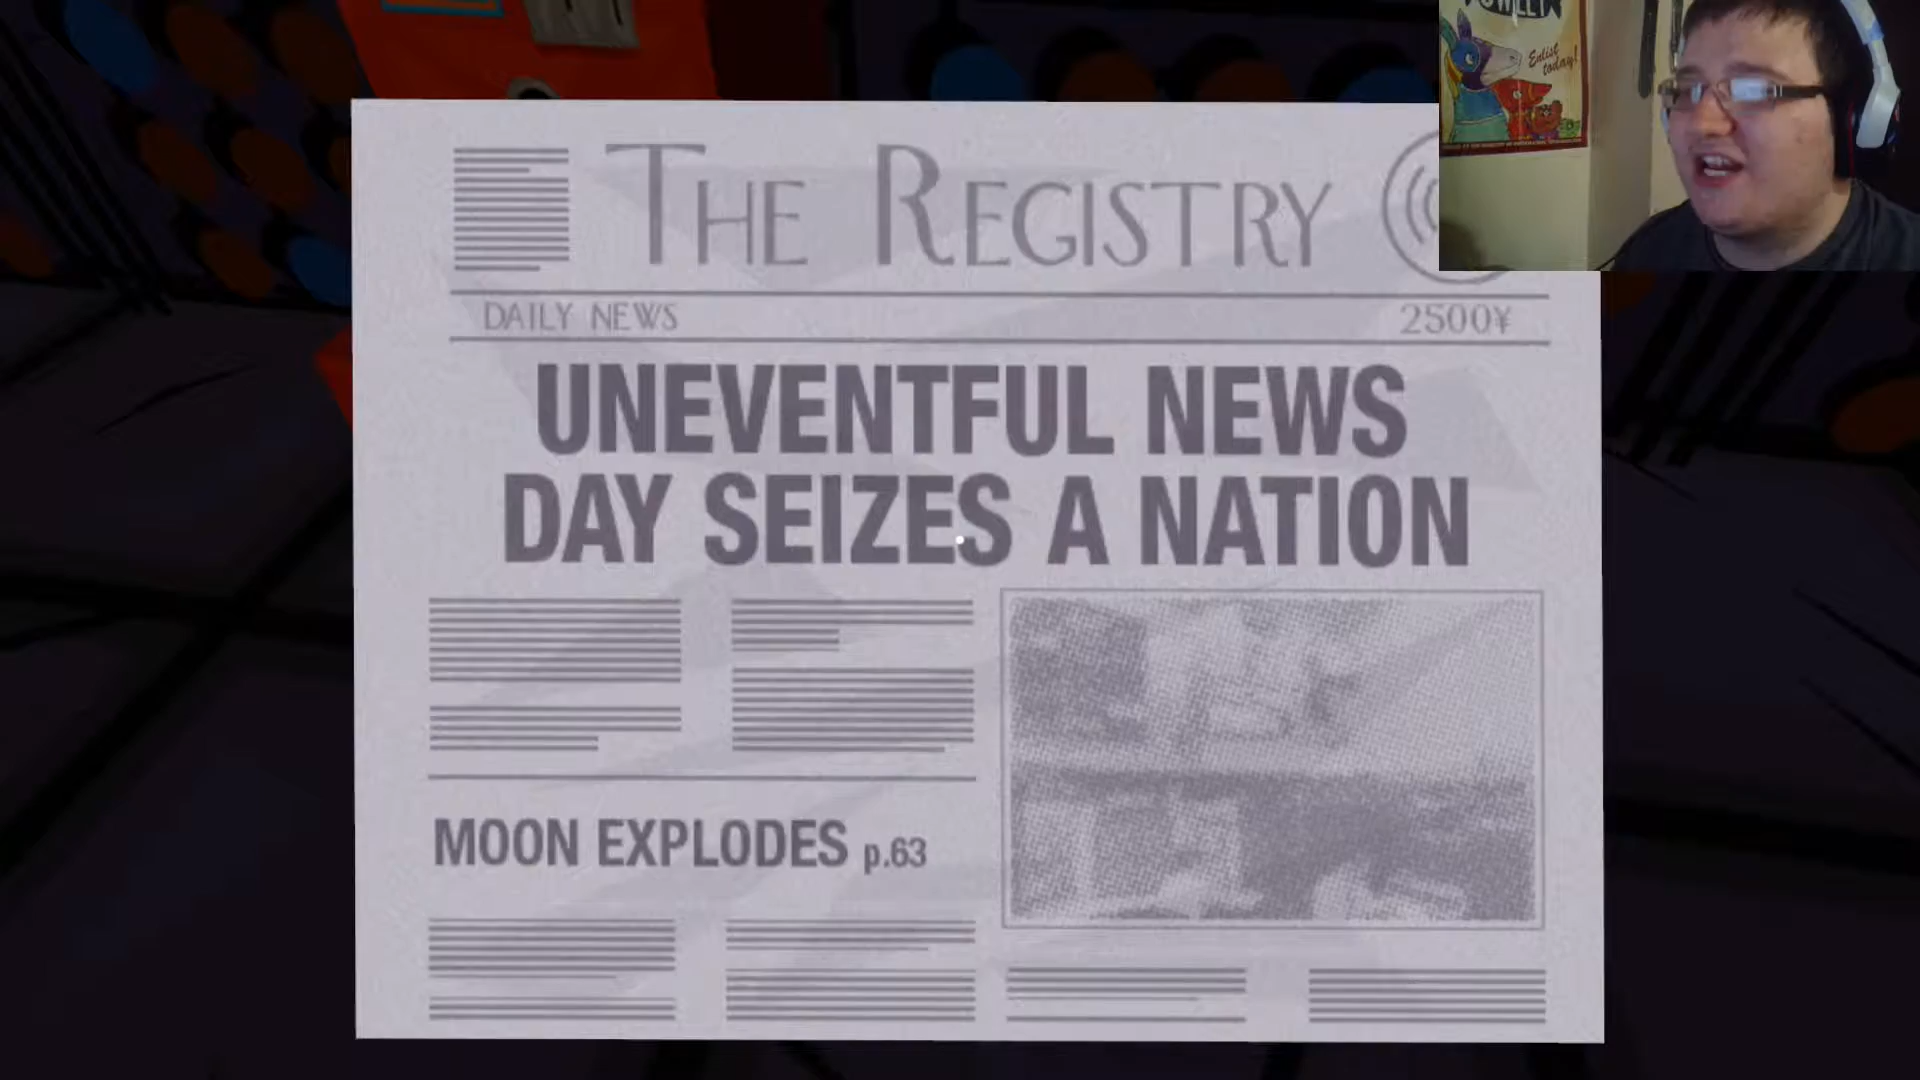 Enlist
today!
THE REGISTRY
DAILY NEWS
2500¥
UNEVENTFUL NEWS
DAY SEIZES A NATION
MOON EXPLODES p.63